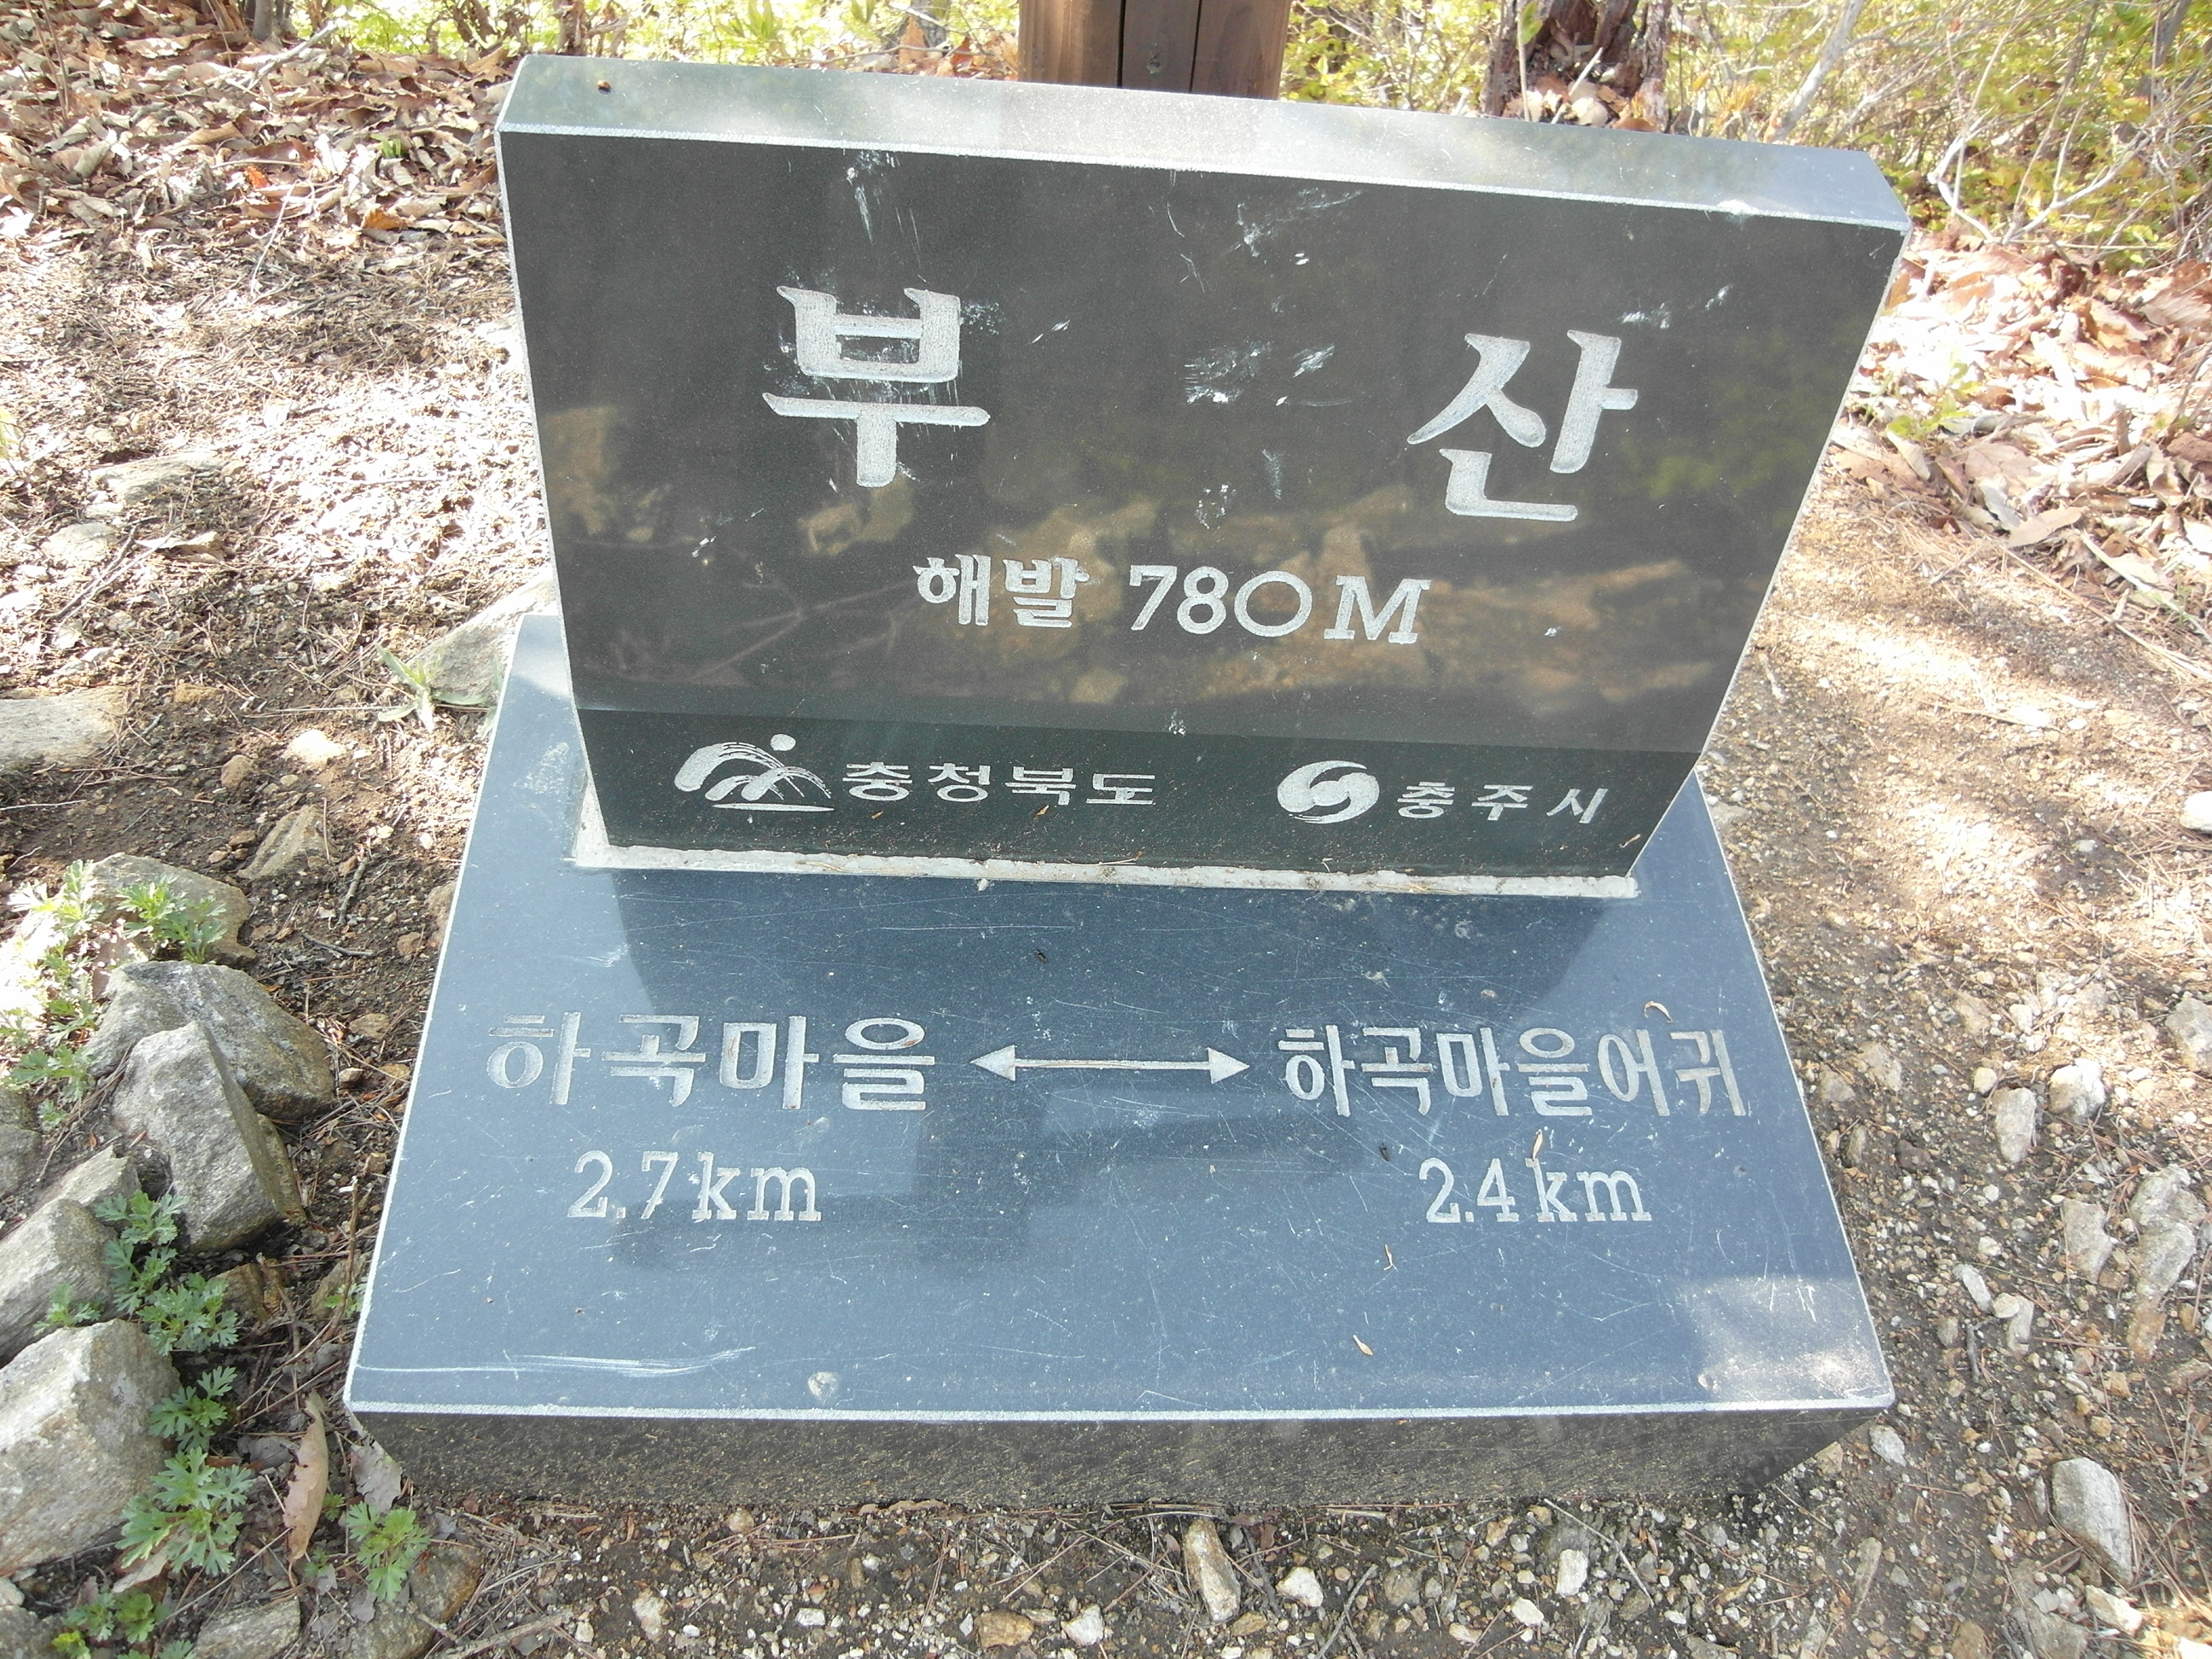 부 산
해발 780M
충청북도 충주시
하곡마을 ↔ 하곡마을어귀
2.7km 2.4km